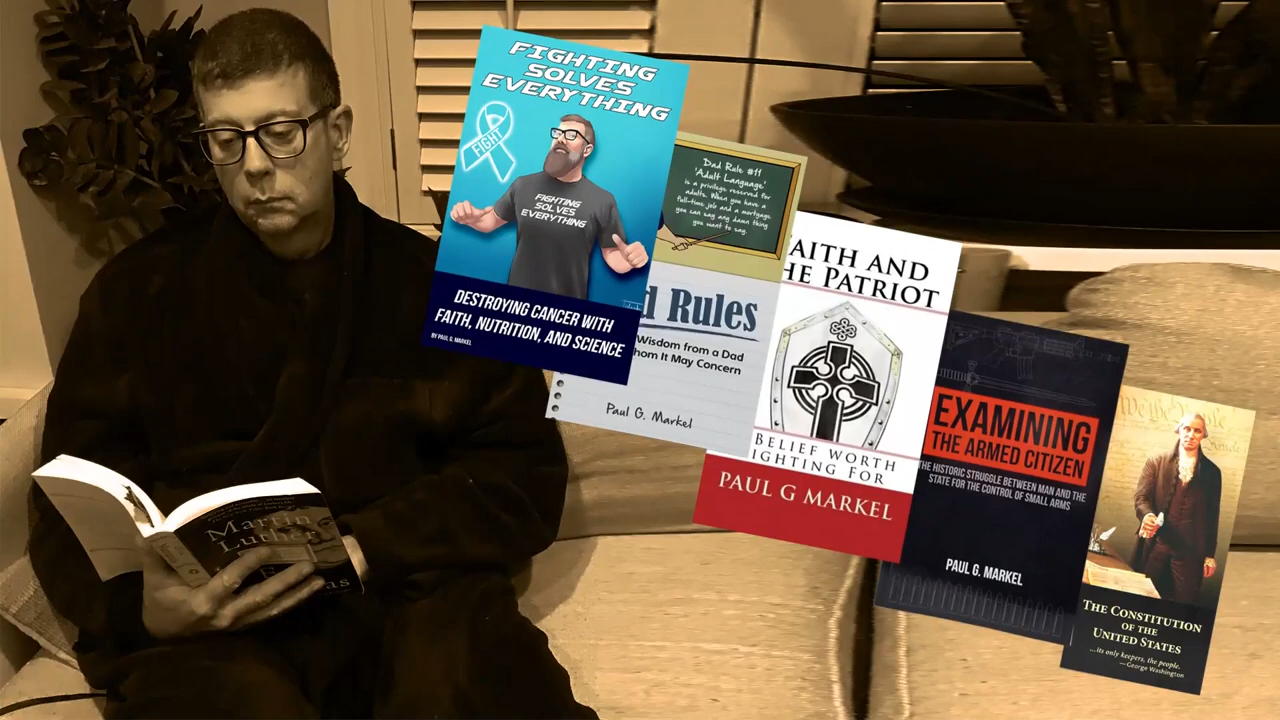 FIGHTING
SOLVES
EVERYTHING
FIGHT
FIGHTING
SOLVES
EVERYTHING
DESTROYING CANCER WITH
FAITH, NUTRITION, AND SCIENCE
BY PAUL G. MARKEL
Dad Rule #11
'Adult Language'
is a privilege reserved for
adults. When you have a
full-time job and a mortgage
you can say any damn thing
you want to say.
d Rules
Wisdom from a Dad
hom It May Concern
Paul G. Markel
AITH AND
HE PATRIOT
BELIEF WORTH
IGHTING FOR
PAUL G MARKEL
EXAMINING
THE ARMED CITIZEN
THE HISTORIC STRUGGLE BETWEEN MAN AND THE
STATE FOR THE CONTROL OF SMALL ARMS
PAUL G. MARKEL
We the People
THE CONSTITUTION
OF THE
UNITED STATES
...its only keepers, the people.
—George Washington
Martin
Luther